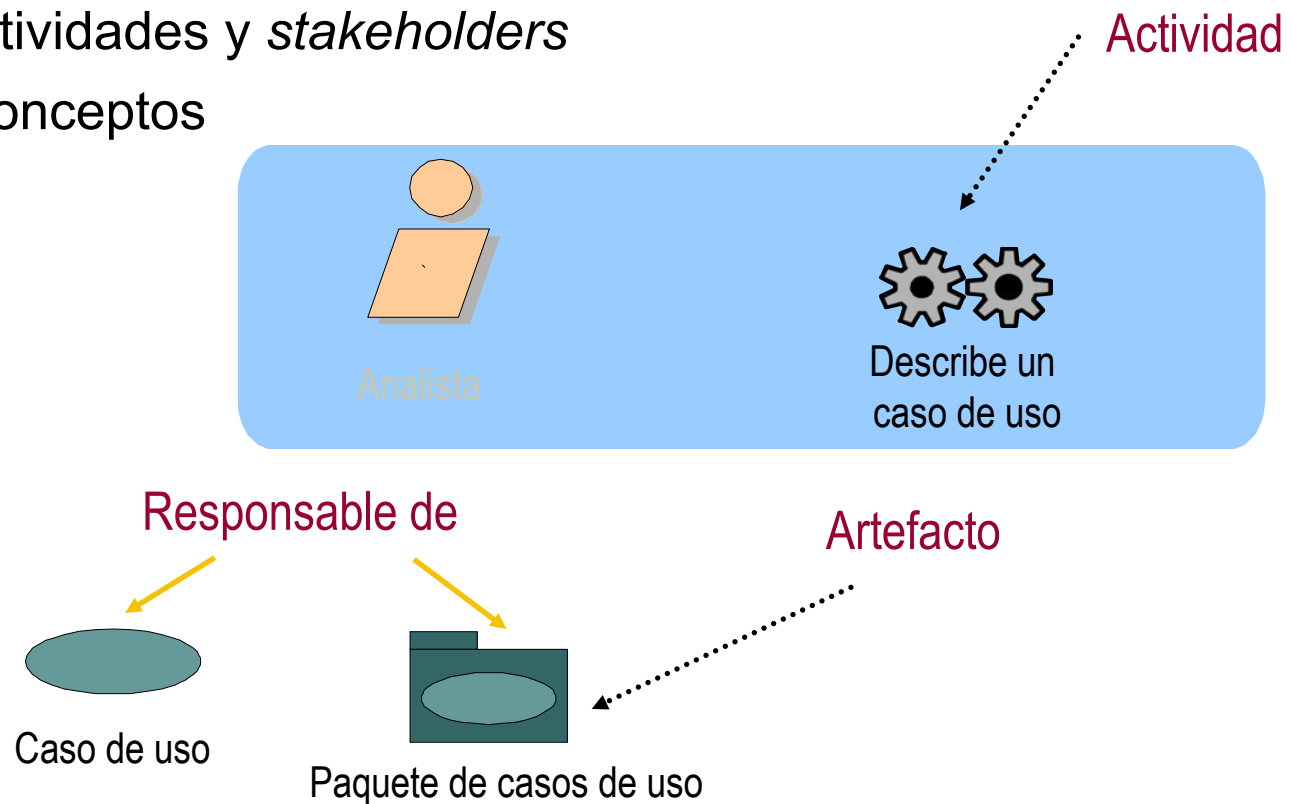 tividades y stakeholders
Actividad
onceptos
Analista
Describe un
caso de uso
Responsable de
Artefacto
Caso de uso
Paquete de casos de uso